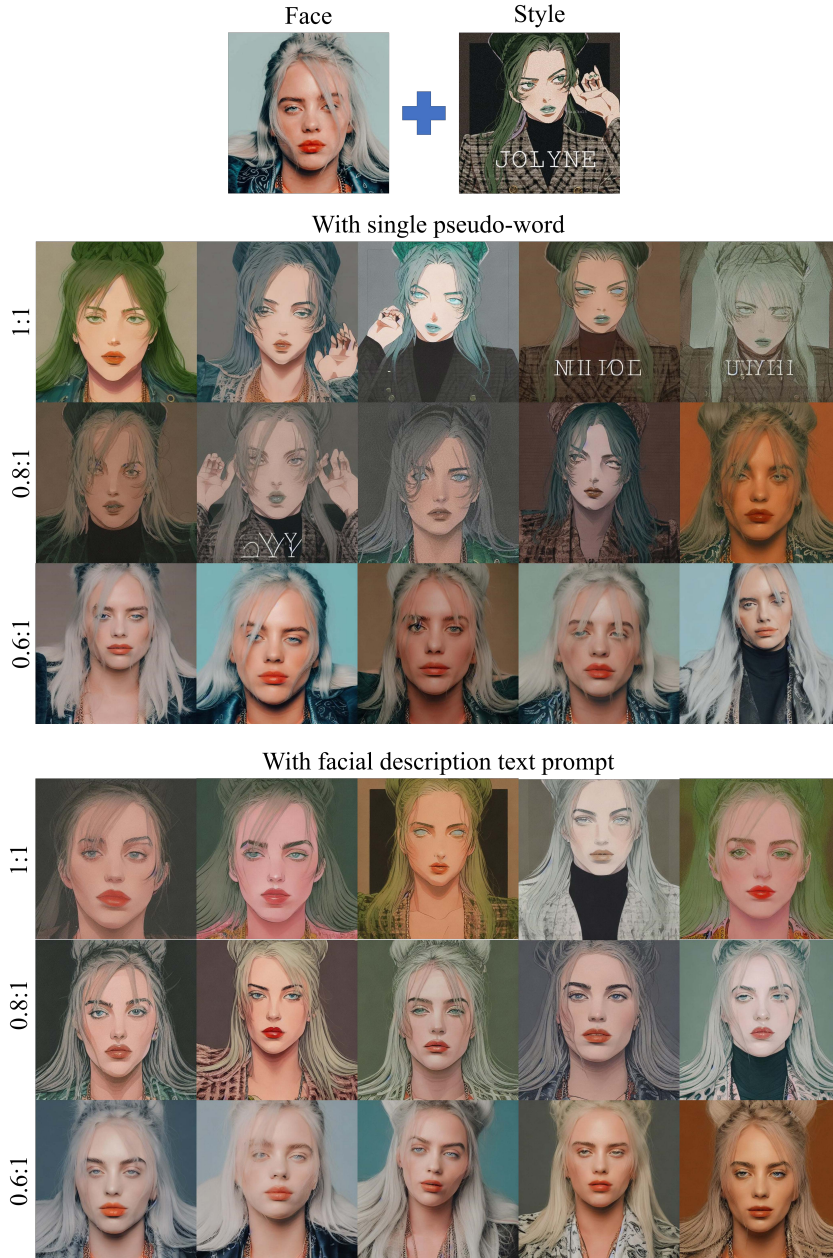 Face
Style
JOLYNE
With single pseudo-word
1:1
0.8:1
0.6:1
With facial description text prompt
1:1
0.8:1
0.6:1